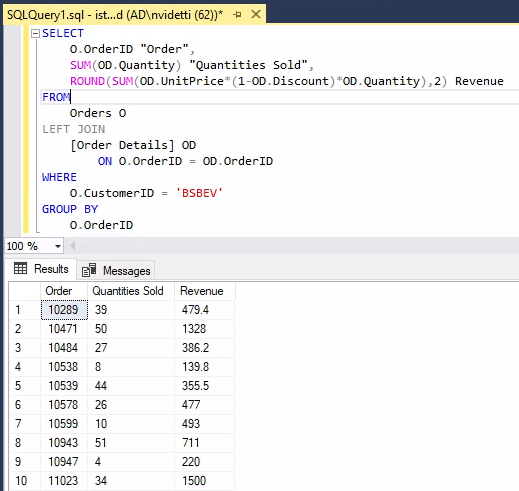 SQLQuery1.sql - ist...d (AD\nvidetti (62))*
SELECT
O.OrderID "Order",
SUM(OD.Quantity) "Quantities Sold",
ROUND(SUM(OD.UnitPrice*(1-OD.Discount)*OD.Quantity),2) Revenue
FROM
Orders O
LEFT JOIN
[Order Details] OD
ON O.OrderID = OD.OrderID
WHERE
O.CustomerID = 'BSBEV'
GROUP BY
O.OrderID
100 %
Results Messages
Order Quantities Sold Revenue
1 10289 39 479.4
2 10471 50 1328
3 10484 27 386.2
4 10538 8 139.8
5 10539 44 355.5
6 10578 26 477
7 10599 10 493
8 10943 51 711
9 10947 4 220
10 11023 34 1500